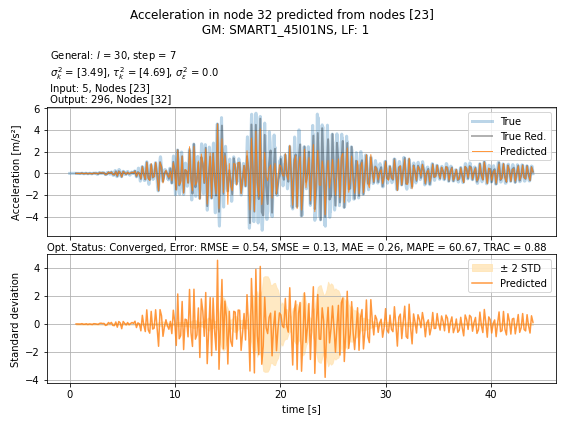 Acceleration in node 32 predicted from nodes [23]
GM: SMART1_45I01NS, LF: 1
General: l = 30, step = 7
σ²ₖ = [3.49], τ²ₖ = [4.69], σ²ε = 0.0
Input: 5, Nodes [23]
Output: 296, Nodes [32]
6
4
2
0
−2
−4
Acceleration [m/s²]
True
True Red.
Predicted
Opt. Status: Converged, Error: RMSE = 0.54, SMSE = 0.13, MAE = 0.26, MAPE = 60.67, TRAC = 0.88
4
2
0
−2
−4
Standard deviation
± 2 STD
Predicted
0 10 20 30 40
time [s]